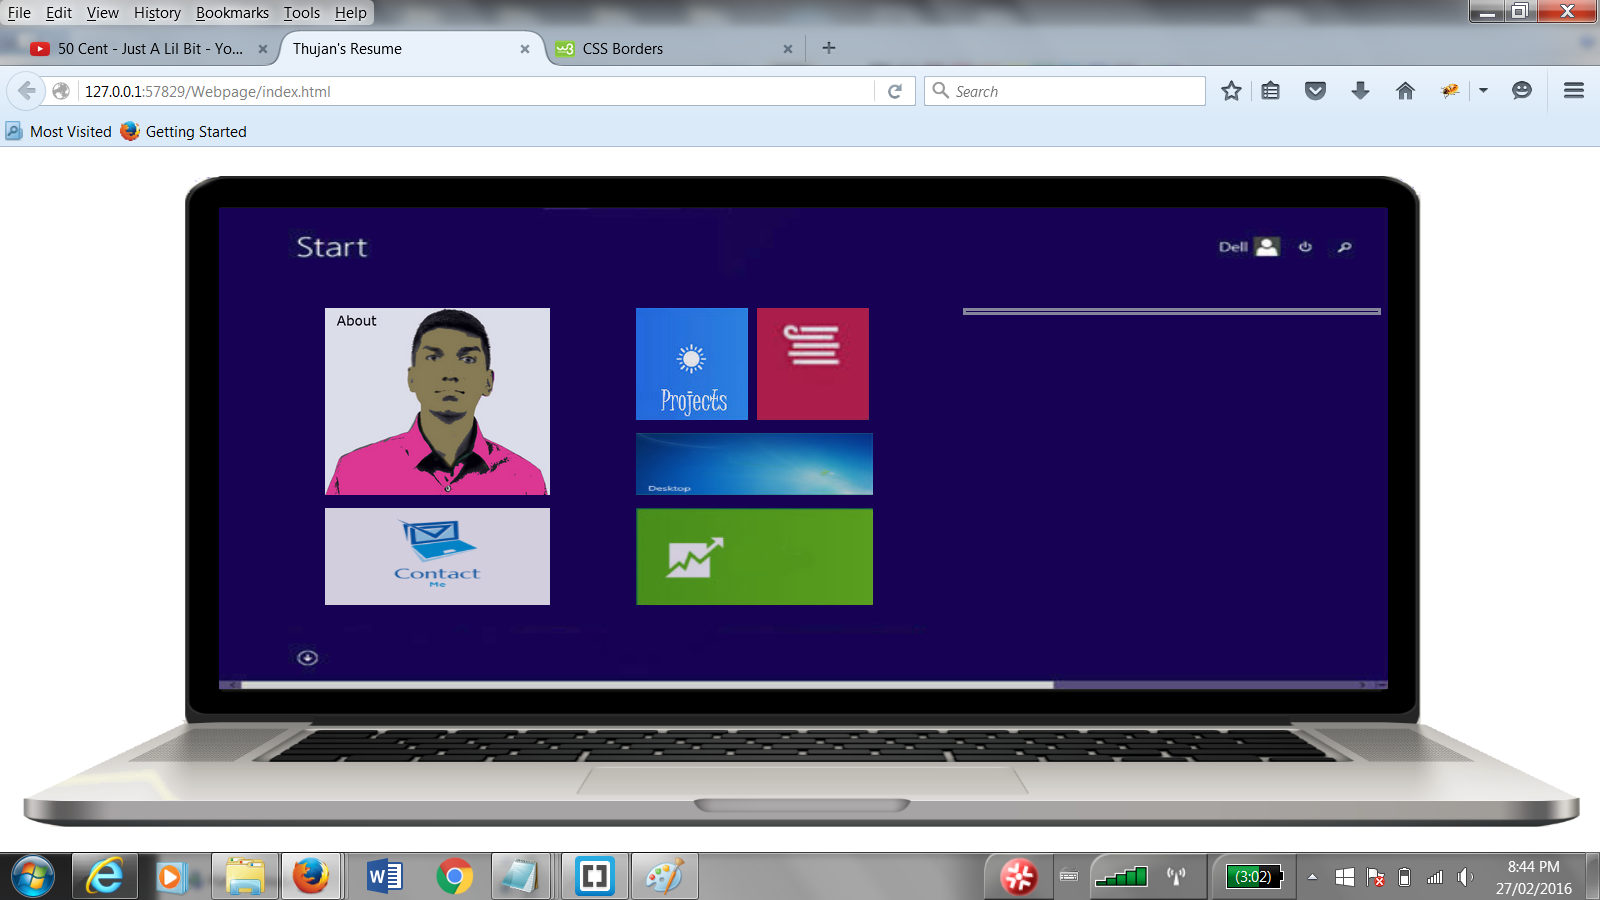 File Edit View History Bookmarks Tools Help
50 Cent - Just A Lil Bit - Yo...
Thujan's Resume
w3 CSS Borders
127.0.0.1:57829/Webpage/index.html
Search
Most Visited Getting Started
Start
Dell
About
Projects
Desktop
Contact
Me
(3:02)
8:44 PM
27/02/2016